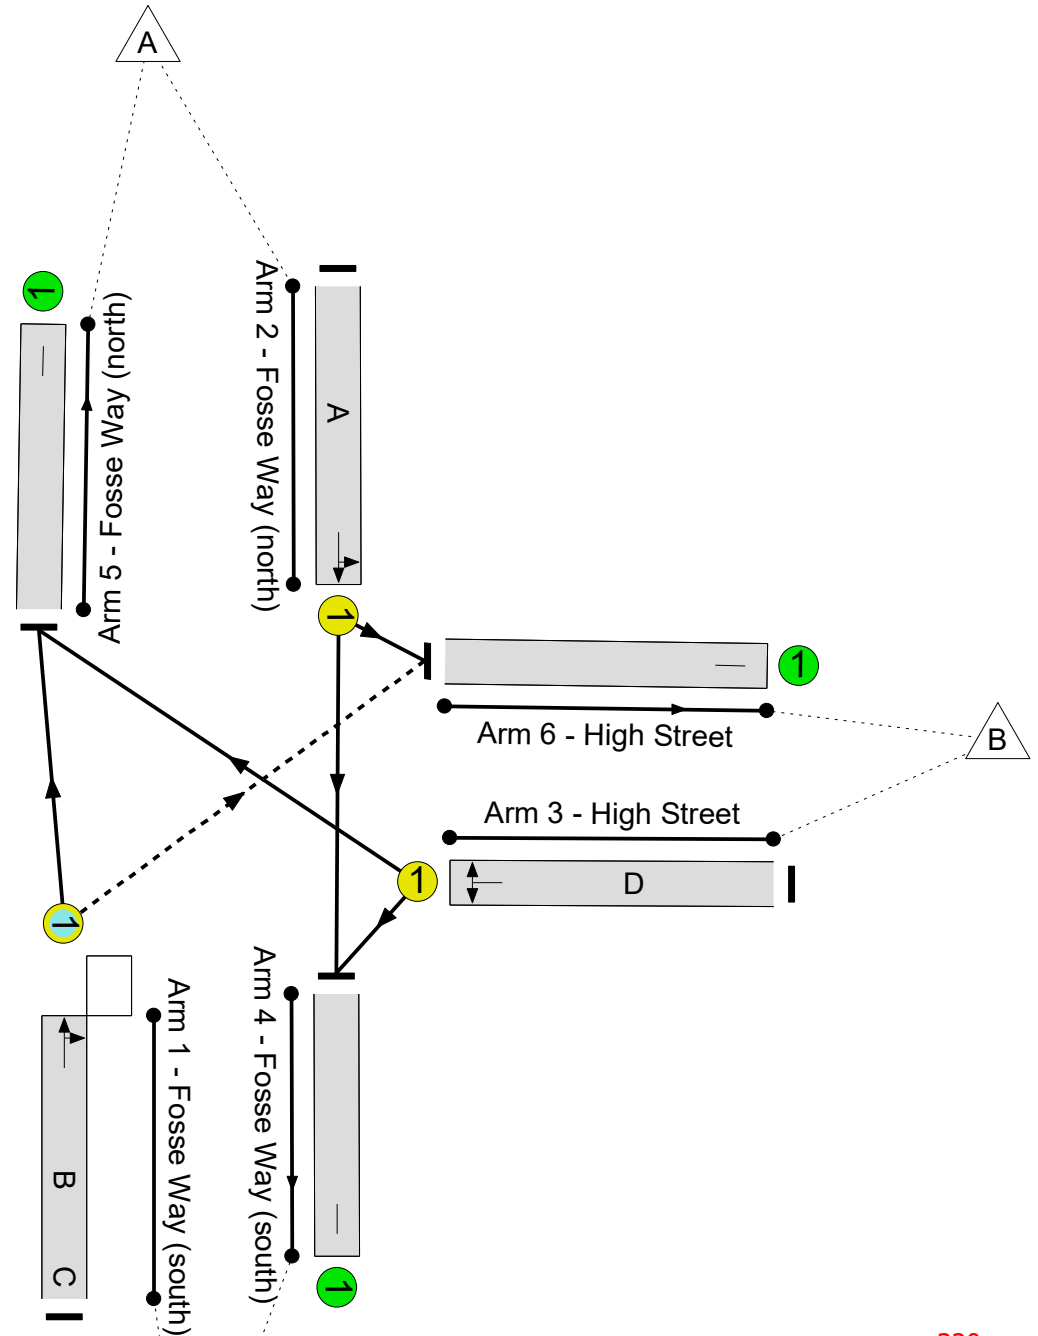 A
1
Arm 5 - Fosse Way (north)
Arm 2 - Fosse Way (north)
A
1
1
Arm 6 - High Street
B
Arm 3 - High Street
1
D
1
Arm 1 - Fosse Way (south)
Arm 4 - Fosse Way (south)
B
C
1